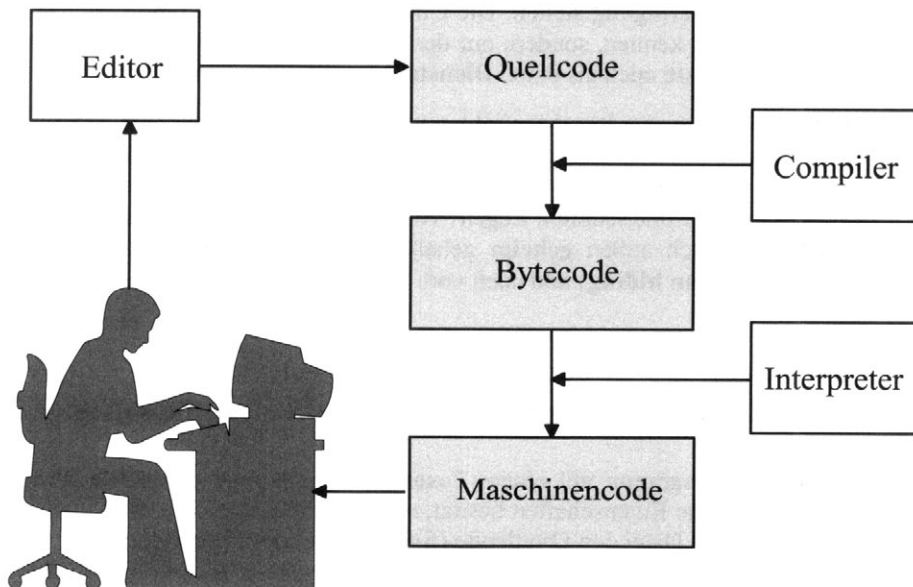 Editor
Quellcode
Compiler
Bytecode
Interpreter
Maschinencode